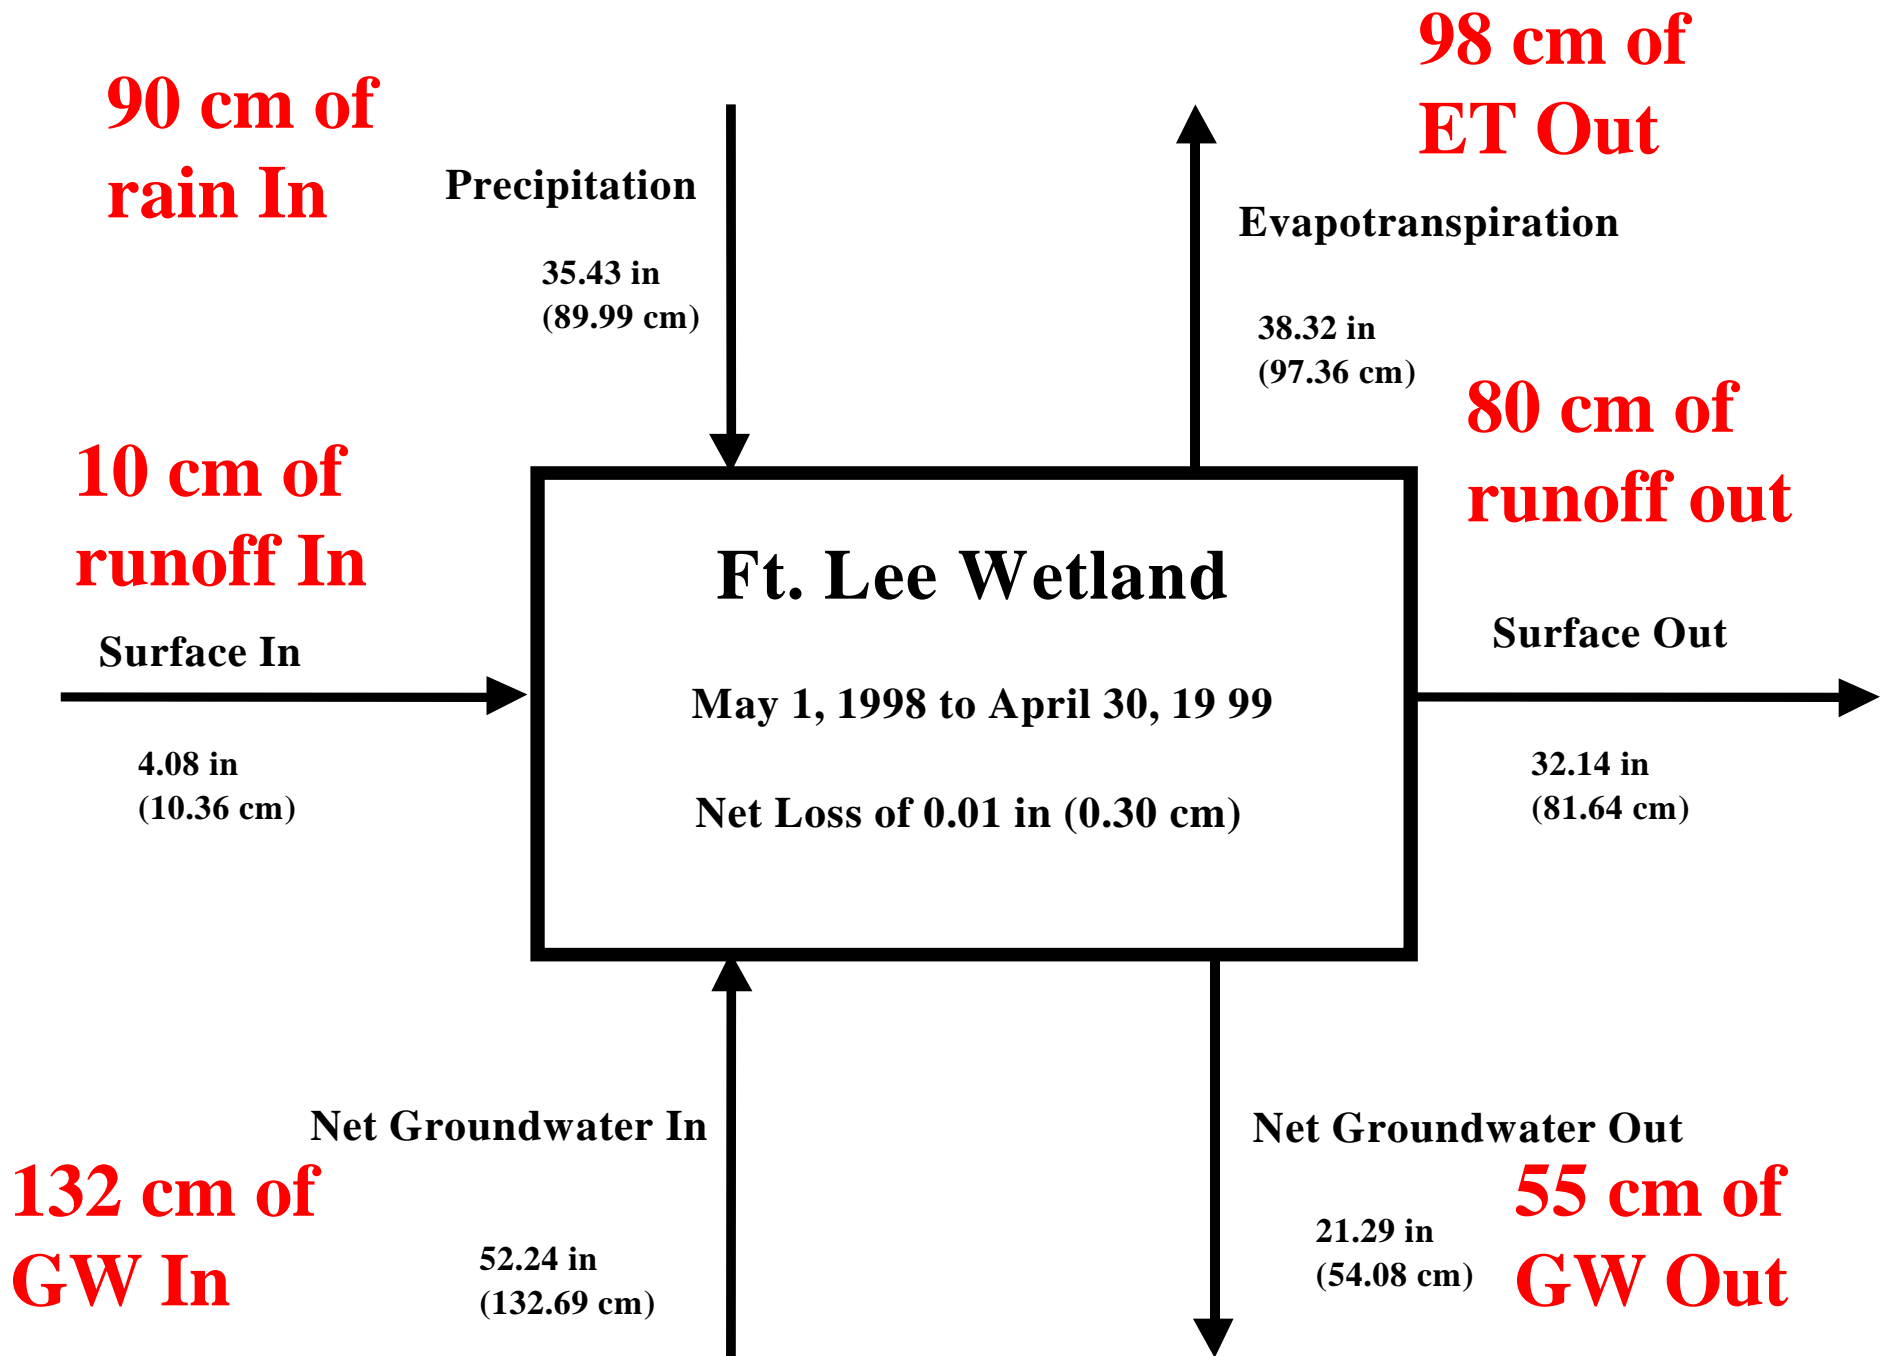 90 cm of
rain In
Precipitation
35.43 in
(89.99 cm)
98 cm of
ET Out
Evapotranspiration
38.32 in
(97.36 cm)
10 cm of
runoff In
Surface In
4.08 in
(10.36 cm)
Ft. Lee Wetland
May 1, 1998 to April 30, 19 99
Net Loss of 0.01 in (0.30 cm)
80 cm of
runoff out
Surface Out
32.14 in
(81.64 cm)
Net Groundwater In
132 cm of
GW In
52.24 in
(132.69 cm)
Net Groundwater Out
21.29 in
(54.08 cm)
55 cm of
GW Out